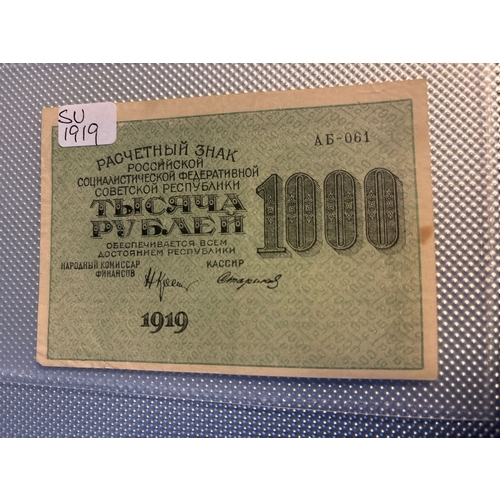 SU
1919
АБ-061
РАСЧЕТНЫЙ ЗНАК
РОССИЙСКОЙ
СОЦИАЛИСТИЧЕСКОЙ ФЕДЕРАТИВНОЙ
СОВЕТСКОЙ РЕСПУБЛИКИ
ТЫСЯЧА
РУБЛЕЙ
1000
ОБЕСПЕЧИВАЕТСЯ ВСЕМ
ДОСТОЯНИЕМ РЕСПУБЛИКИ
НАРОДНЫЙ КОМИССАР
ФИНАНСОВ
КАССИР
1919